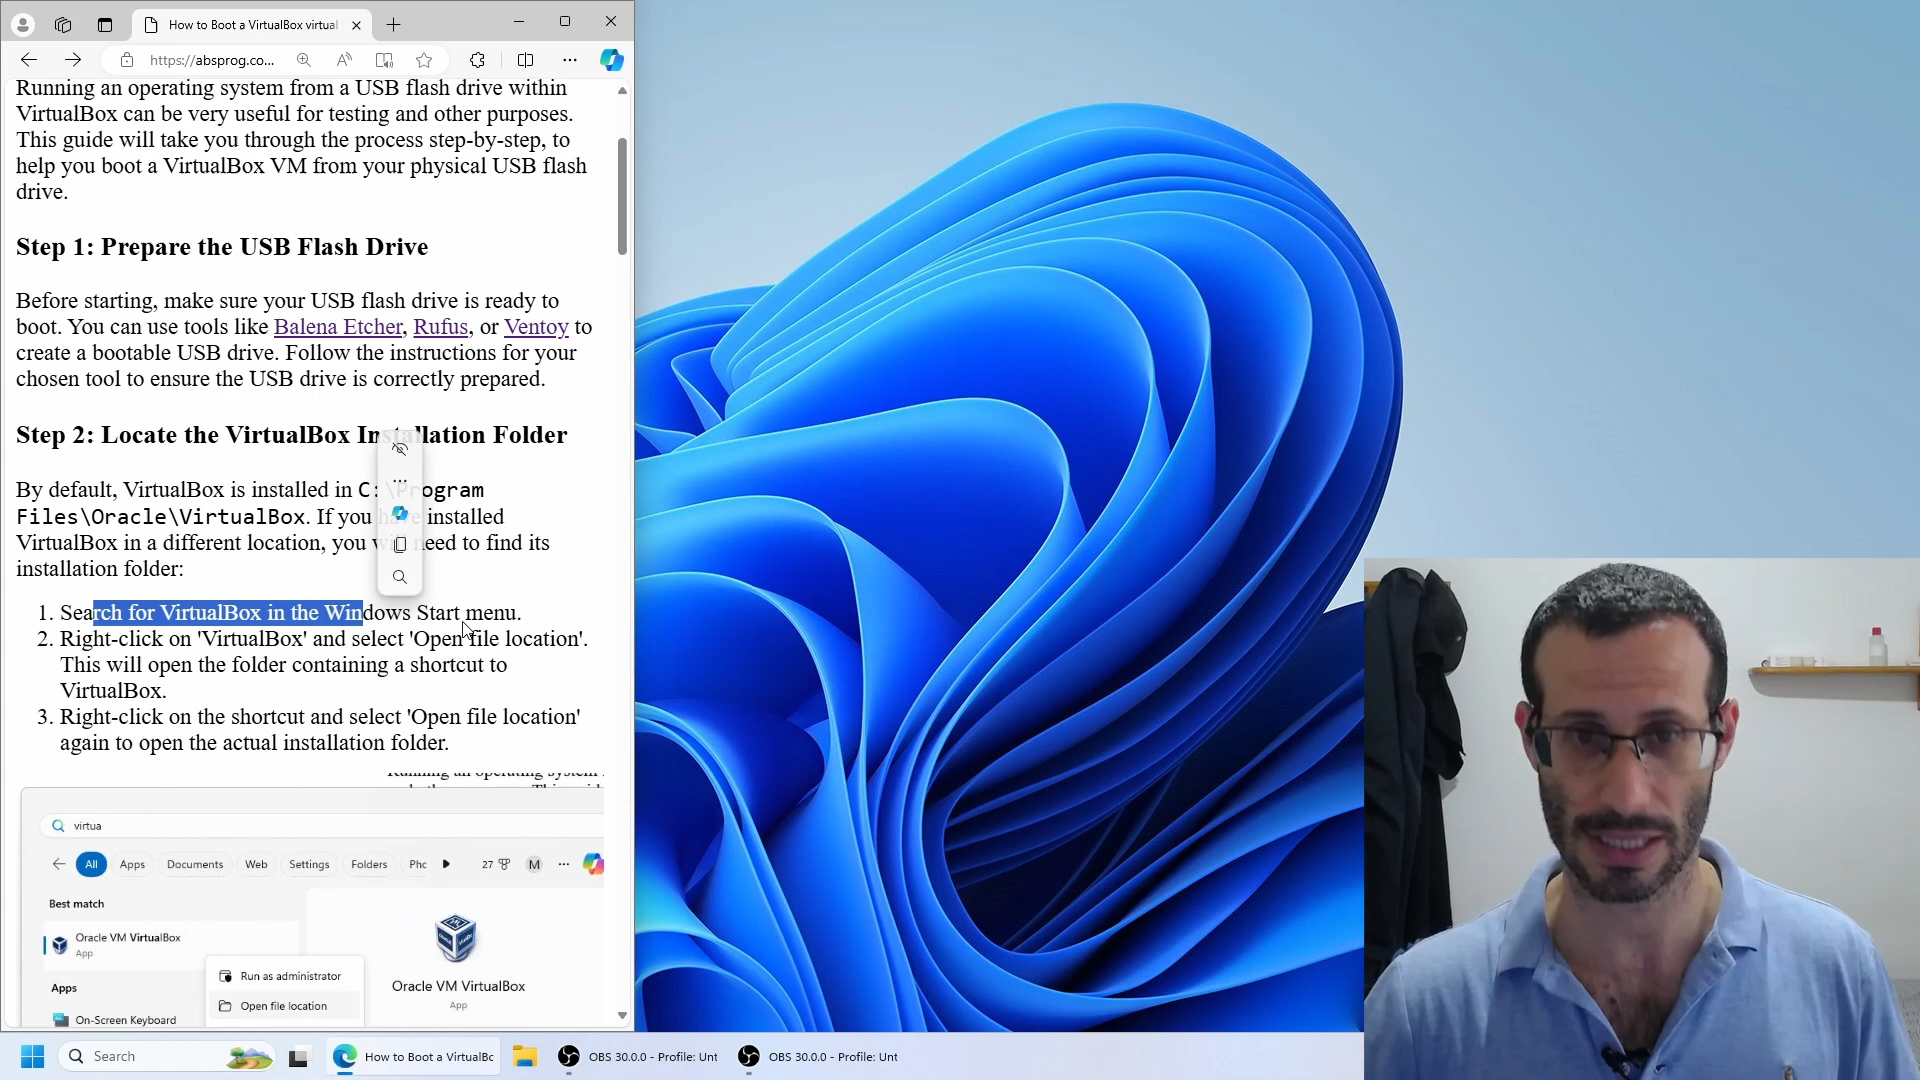 How to Boot a VirtualBox virtual
https://absprog.co...
Running an operating system from a USB flash drive within
VirtualBox can be very useful for testing and other purposes.
This guide will take you through the process step-by-step, to
help you boot a VirtualBox VM from your physical USB flash
drive.
Step 1: Prepare the USB Flash Drive
Before starting, make sure your USB flash drive is ready to
boot. You can use tools like Balena Etcher, Rufus, or Ventoy to
create a bootable USB drive. Follow the instructions for your
chosen tool to ensure the USB drive is correctly prepared.
Step 2: Locate the VirtualBox Installation Folder
By default, VirtualBox is installed in C:\Program
Files\Oracle\VirtualBox. If you have installed
VirtualBox in a different location, you will need to find its
installation folder:
1. Search for VirtualBox in the Windows Start menu.
2. Right-click on 'VirtualBox' and select 'Open file location'.
This will open the folder containing a shortcut to
VirtualBox.
3. Right-click on the shortcut and select 'Open file location'
again to open the actual installation folder.
Running an operating system
virtua
All Apps Documents Web Settings Folders Phc 27 M ...
Best match
Oracle VM VirtualBox
App
Run as administrator
Oracle VM VirtualBox
Apps
Open file location
App
On-Screen Keyboard
Search
How to Boot a VirtualBc
OBS 30.0.0 - Profile: Unt
OBS 30.0.0 - Profile: Unt